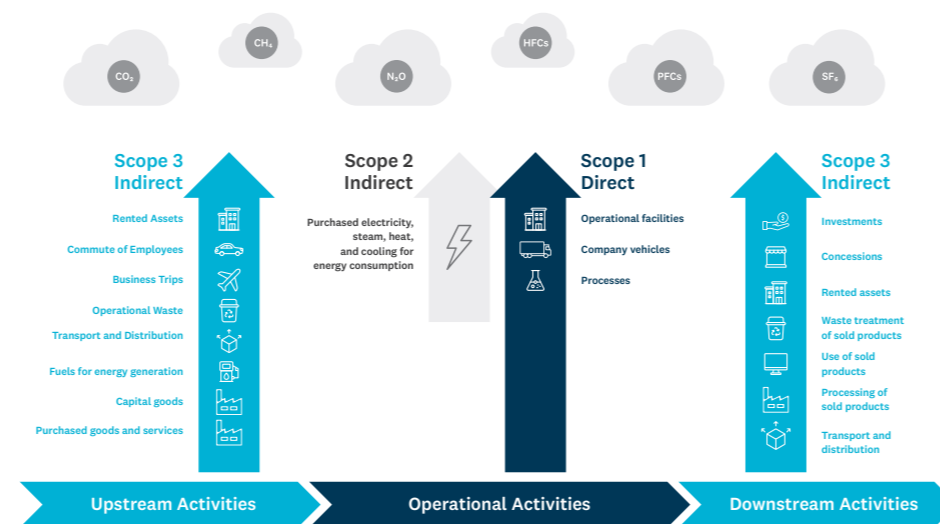 CO₂
CH₄
N₂O
HFCs
PFCs
SF₆
Scope 3
Indirect
Rented Assets
Commute of Employees
Business Trips
Operational Waste
Transport and Distribution
Fuels for energy generation
Capital goods
Purchased goods and services
Scope 2
Indirect
Purchased electricity,
steam, heat,
and cooling for
energy consumption
Scope 1
Direct
Operational facilities
Company vehicles
Processes
Scope 3
Indirect
$
Investments
Concessions
Rented assets
Waste treatment
of sold products
Use of sold
products
Processing of
sold products
Transport and
distribution
Upstream Activities
Operational Activities
Downstream Activities